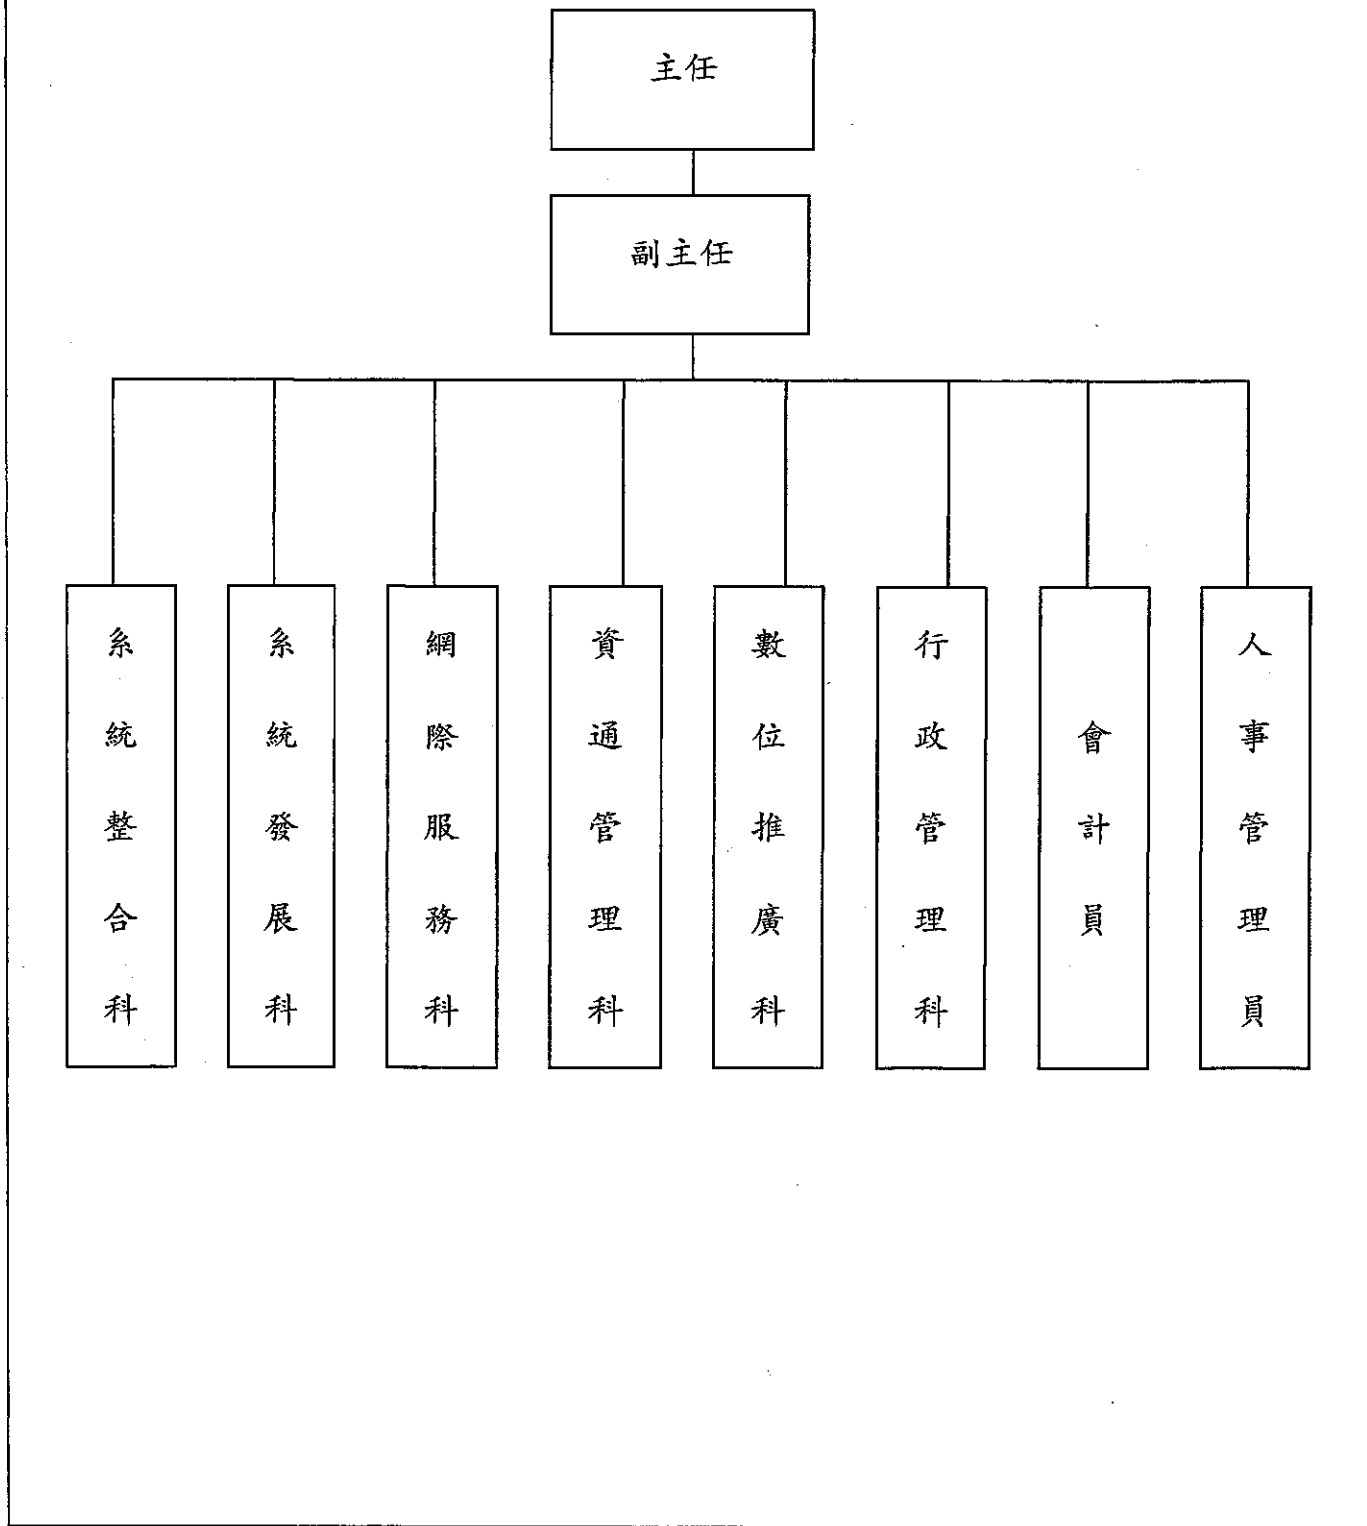 主任
副主任
系統整合科
系統發展科
網際服務科
資通管理科
數位推廣科
行政管理科
會計員
人事管理員